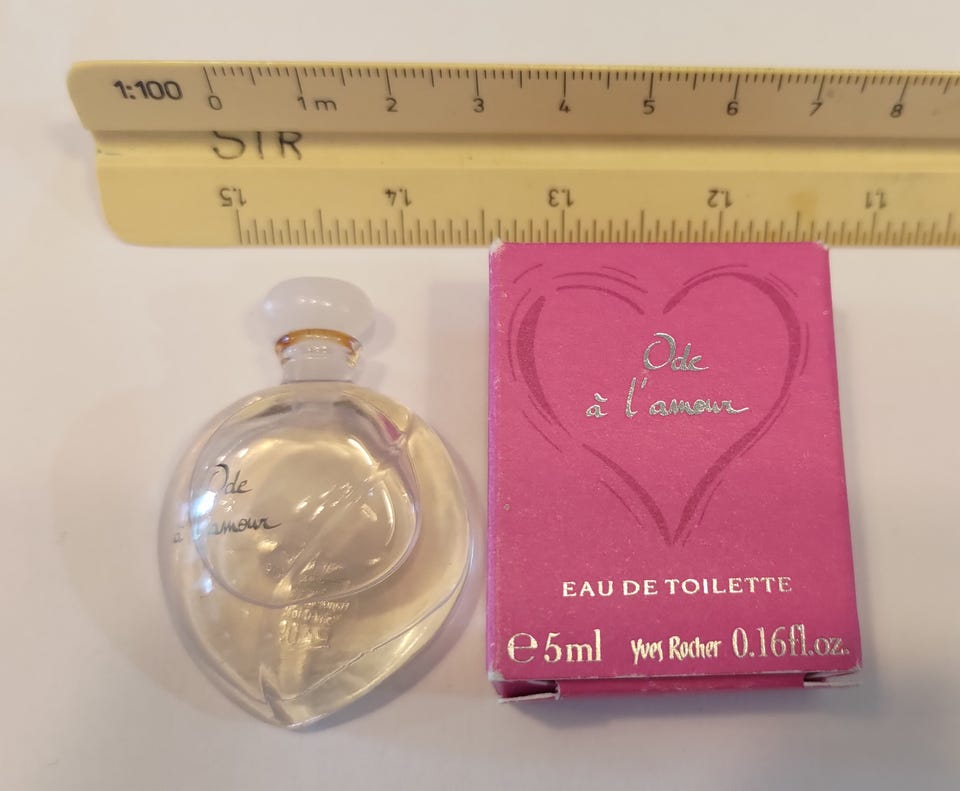 1:100 0 1m 2 3 4 5 6 7 8
STR
1.5 1.4 1.3 1.2 1.1
Ode
à l'amour
Ode
à l'amour
EAU DE TOILETTE
℮ 5ml Yves Rocher 0.16fl.oz.